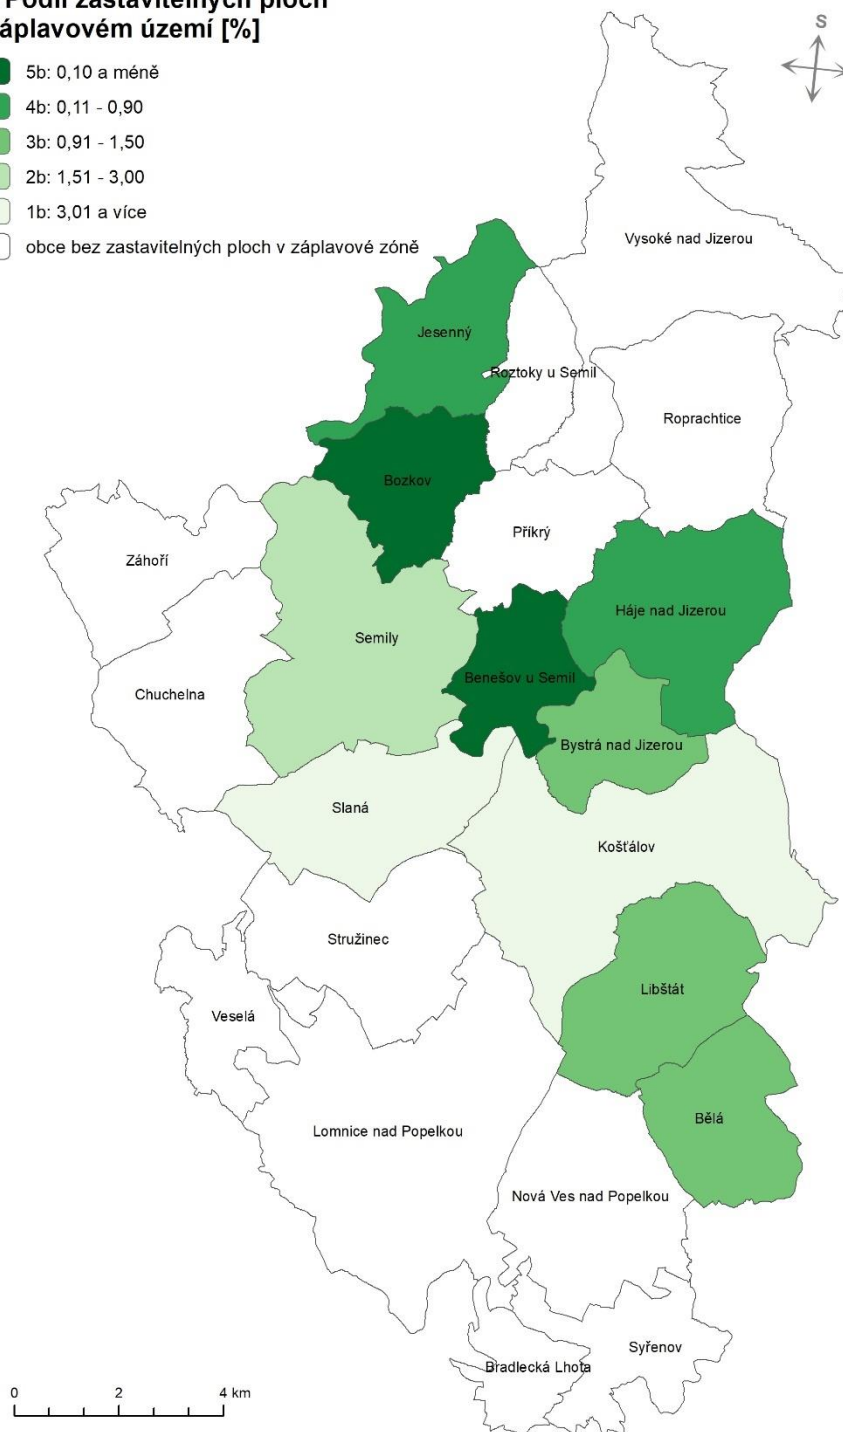 Podíl zastavitelných ploch
záplavovém území [%]
5b: 0,10 a méně
4b: 0,11 - 0,90
3b: 0,91 - 1,50
2b: 1,51 - 3,00
1b: 3,01 a více
obce bez zastavitelných ploch v záplavové zóně
S
Vysoké nad Jizerou
Jesenný
Roztoky u Semil
Roprachtice
Bozkov
Příkrý
Záhoří
Háje nad Jizerou
Semily
Benešov u Semil
Chuchelna
Bystrá nad Jizerou
Slaná
Košťálov
Stružinec
Libštát
Veselá
Bělá
Lomnice nad Popelkou
Nová Ves nad Popelkou
Syřenov
Bradlecká Lhota
0 2 4 km